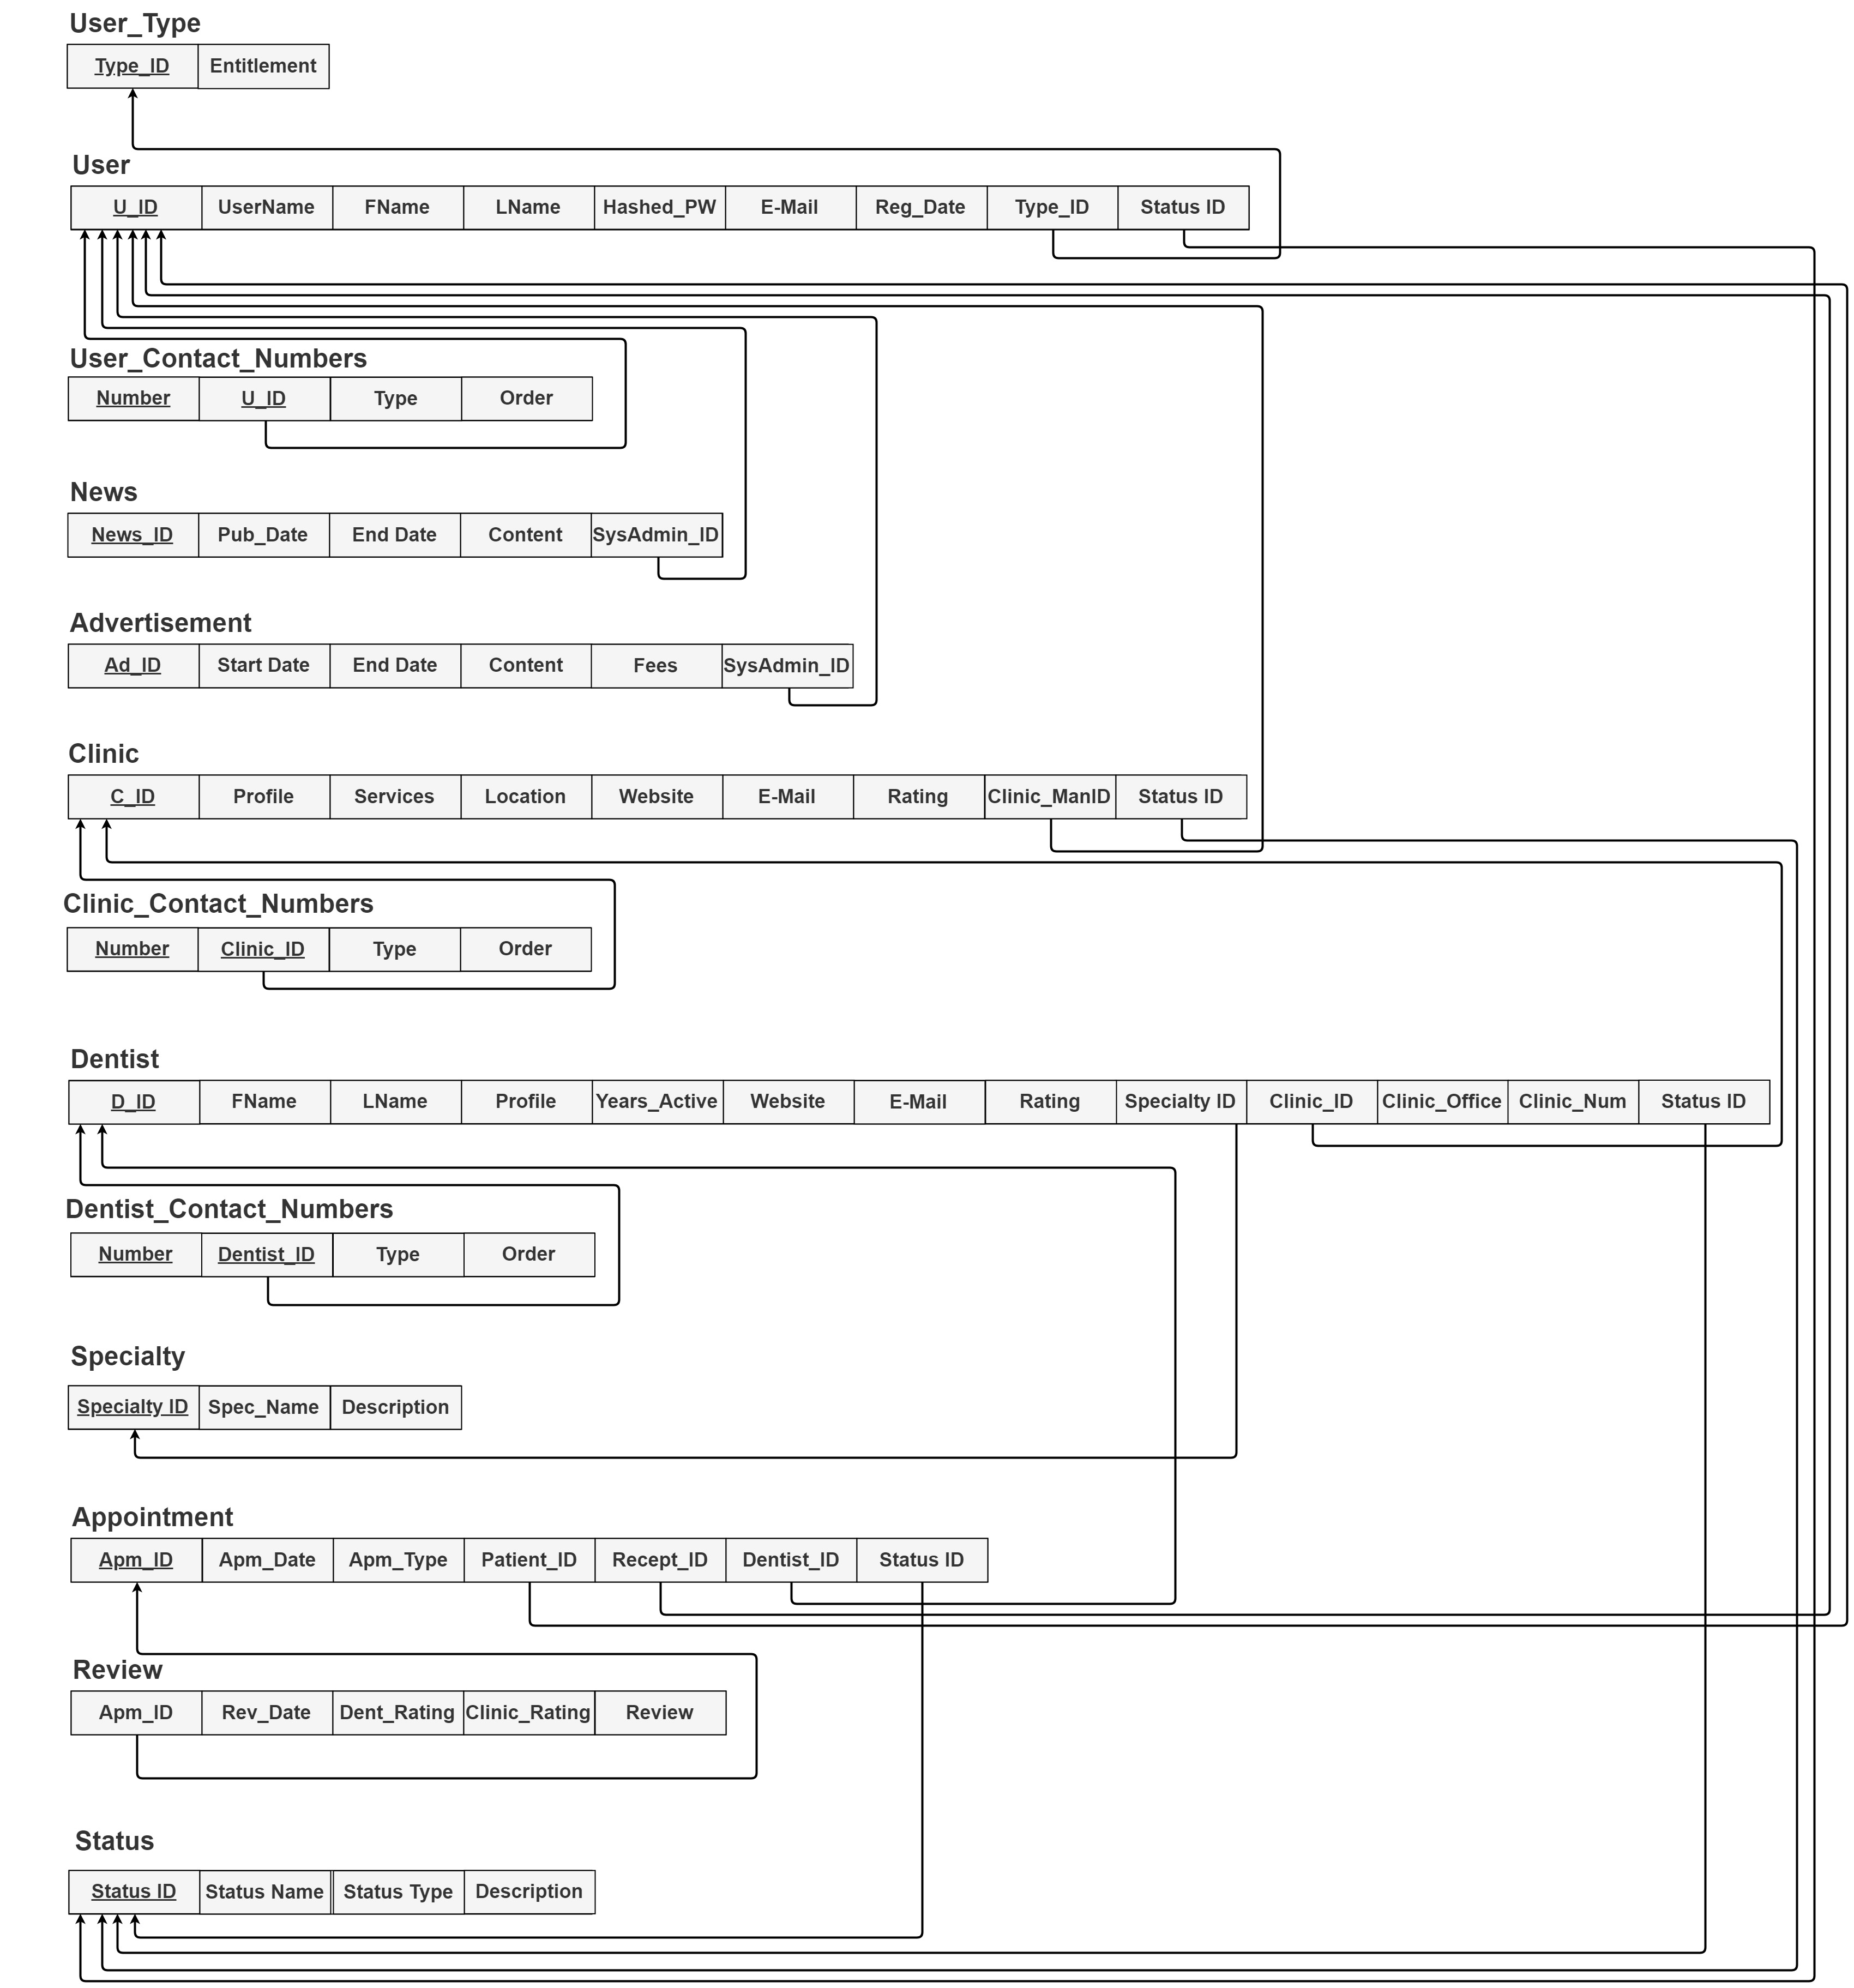 User_Type
Type_ID Entitlement
User
U_ID UserName FName LName Hashed_PW E-Mail Reg_Date Type_ID Status ID
User_Contact_Numbers
Number U_ID Type Order
News
News_ID Pub_Date End Date Content SysAdmin_ID
Advertisement
Ad_ID Start Date End Date Content Fees SysAdmin_ID
Clinic
C_ID Profile Services Location Website E-Mail Rating Clinic_ManID Status ID
Clinic_Contact_Numbers
Number Clinic_ID Type Order
Dentist
D_ID FName LName Profile Years_Active Website E-Mail Rating Specialty ID Clinic_ID Clinic_Office Clinic_Num Status ID
Dentist_Contact_Numbers
Number Dentist_ID Type Order
Specialty
Specialty ID Spec_Name Description
Appointment
Apm_ID Apm_Date Apm_Type Patient_ID Recept_ID Dentist_ID Status ID
Review
Apm_ID Rev_Date Dent_Rating Clinic_Rating Review
Status
Status ID Status Name Status Type Description